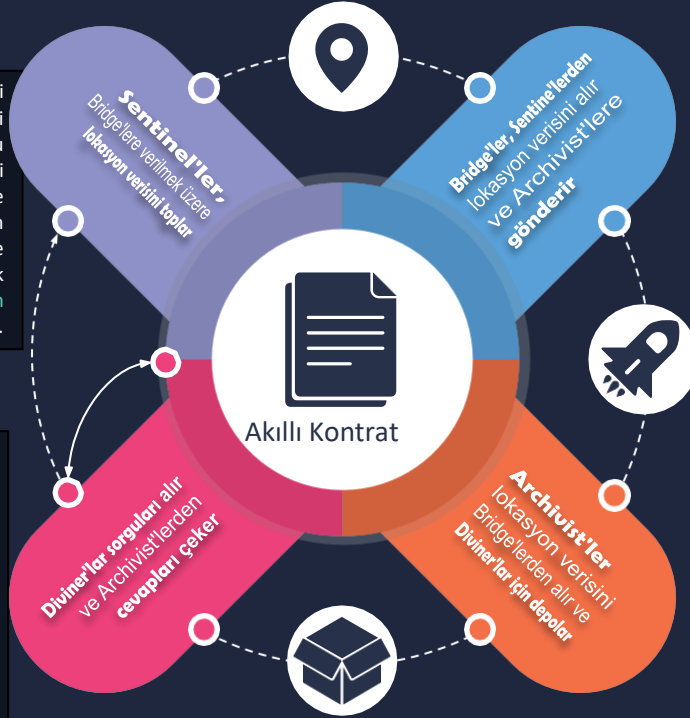 Sentinel'ler,
Bridge'lere verilmek üzere
lokasyon verisini toplar
Bridge'ler, Sentine'lerden
lokasyon verisini alır
ve Archivist'lere
gönderir
Akıllı Kontrat
Diviner'lar sorguları alır
ve Archivist'lerden
cevapları çeker
Archivist'ler
lokasyon verisini
Bridge'lerden alır ve
Diviner'lar için depolar